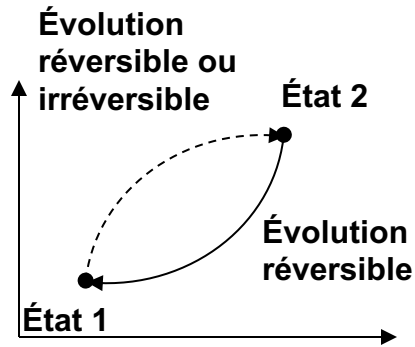 Évolution
réversible ou
irréversible
État 2
Évolution
réversible
État 1